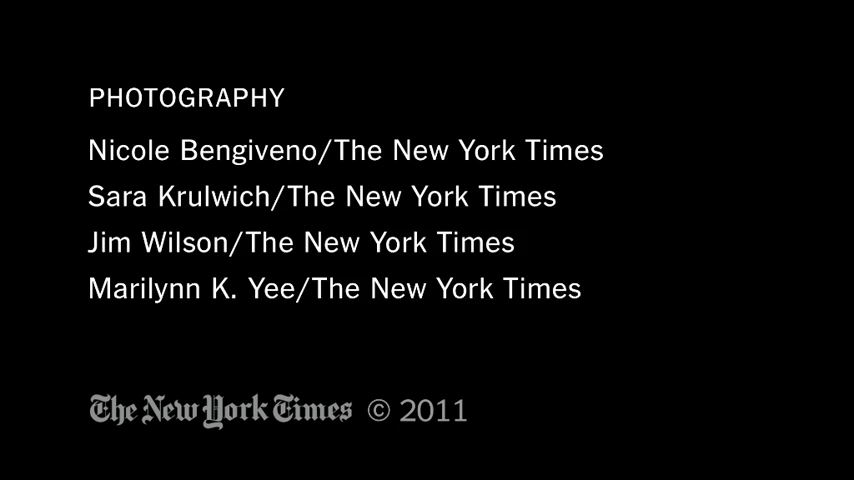 PHOTOGRAPHY
Nicole Bengiveno/The New York Times
Sara Krulwich/The New York Times
Jim Wilson/The New York Times
Marilynn K. Yee/The New York Times
The New York Times © 2011